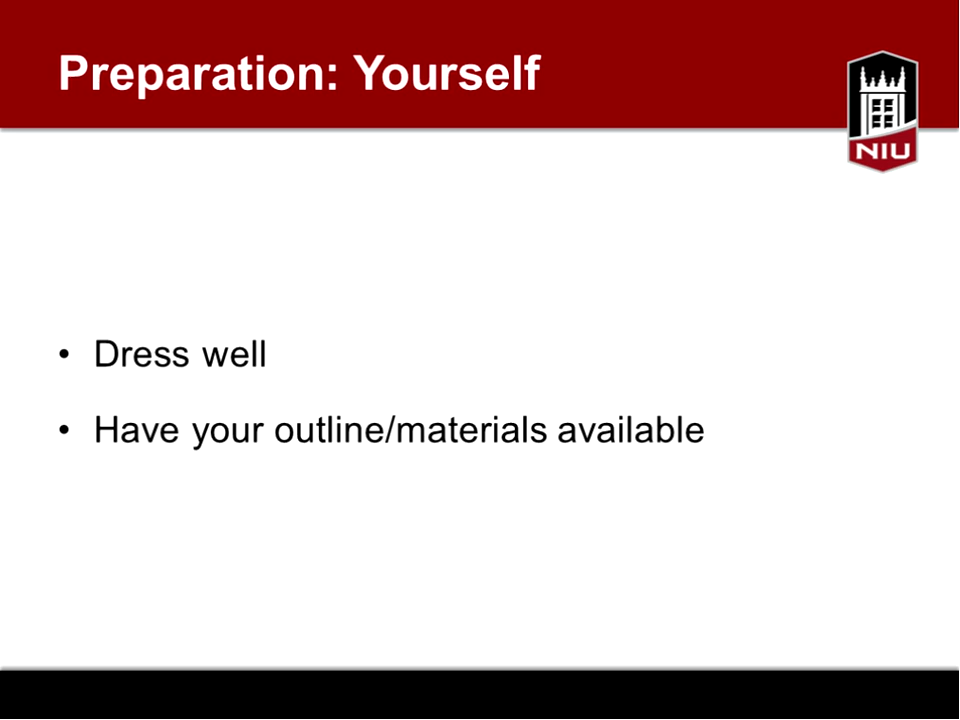 Preparation: Yourself
NIU
• Dress well
• Have your outline/materials available